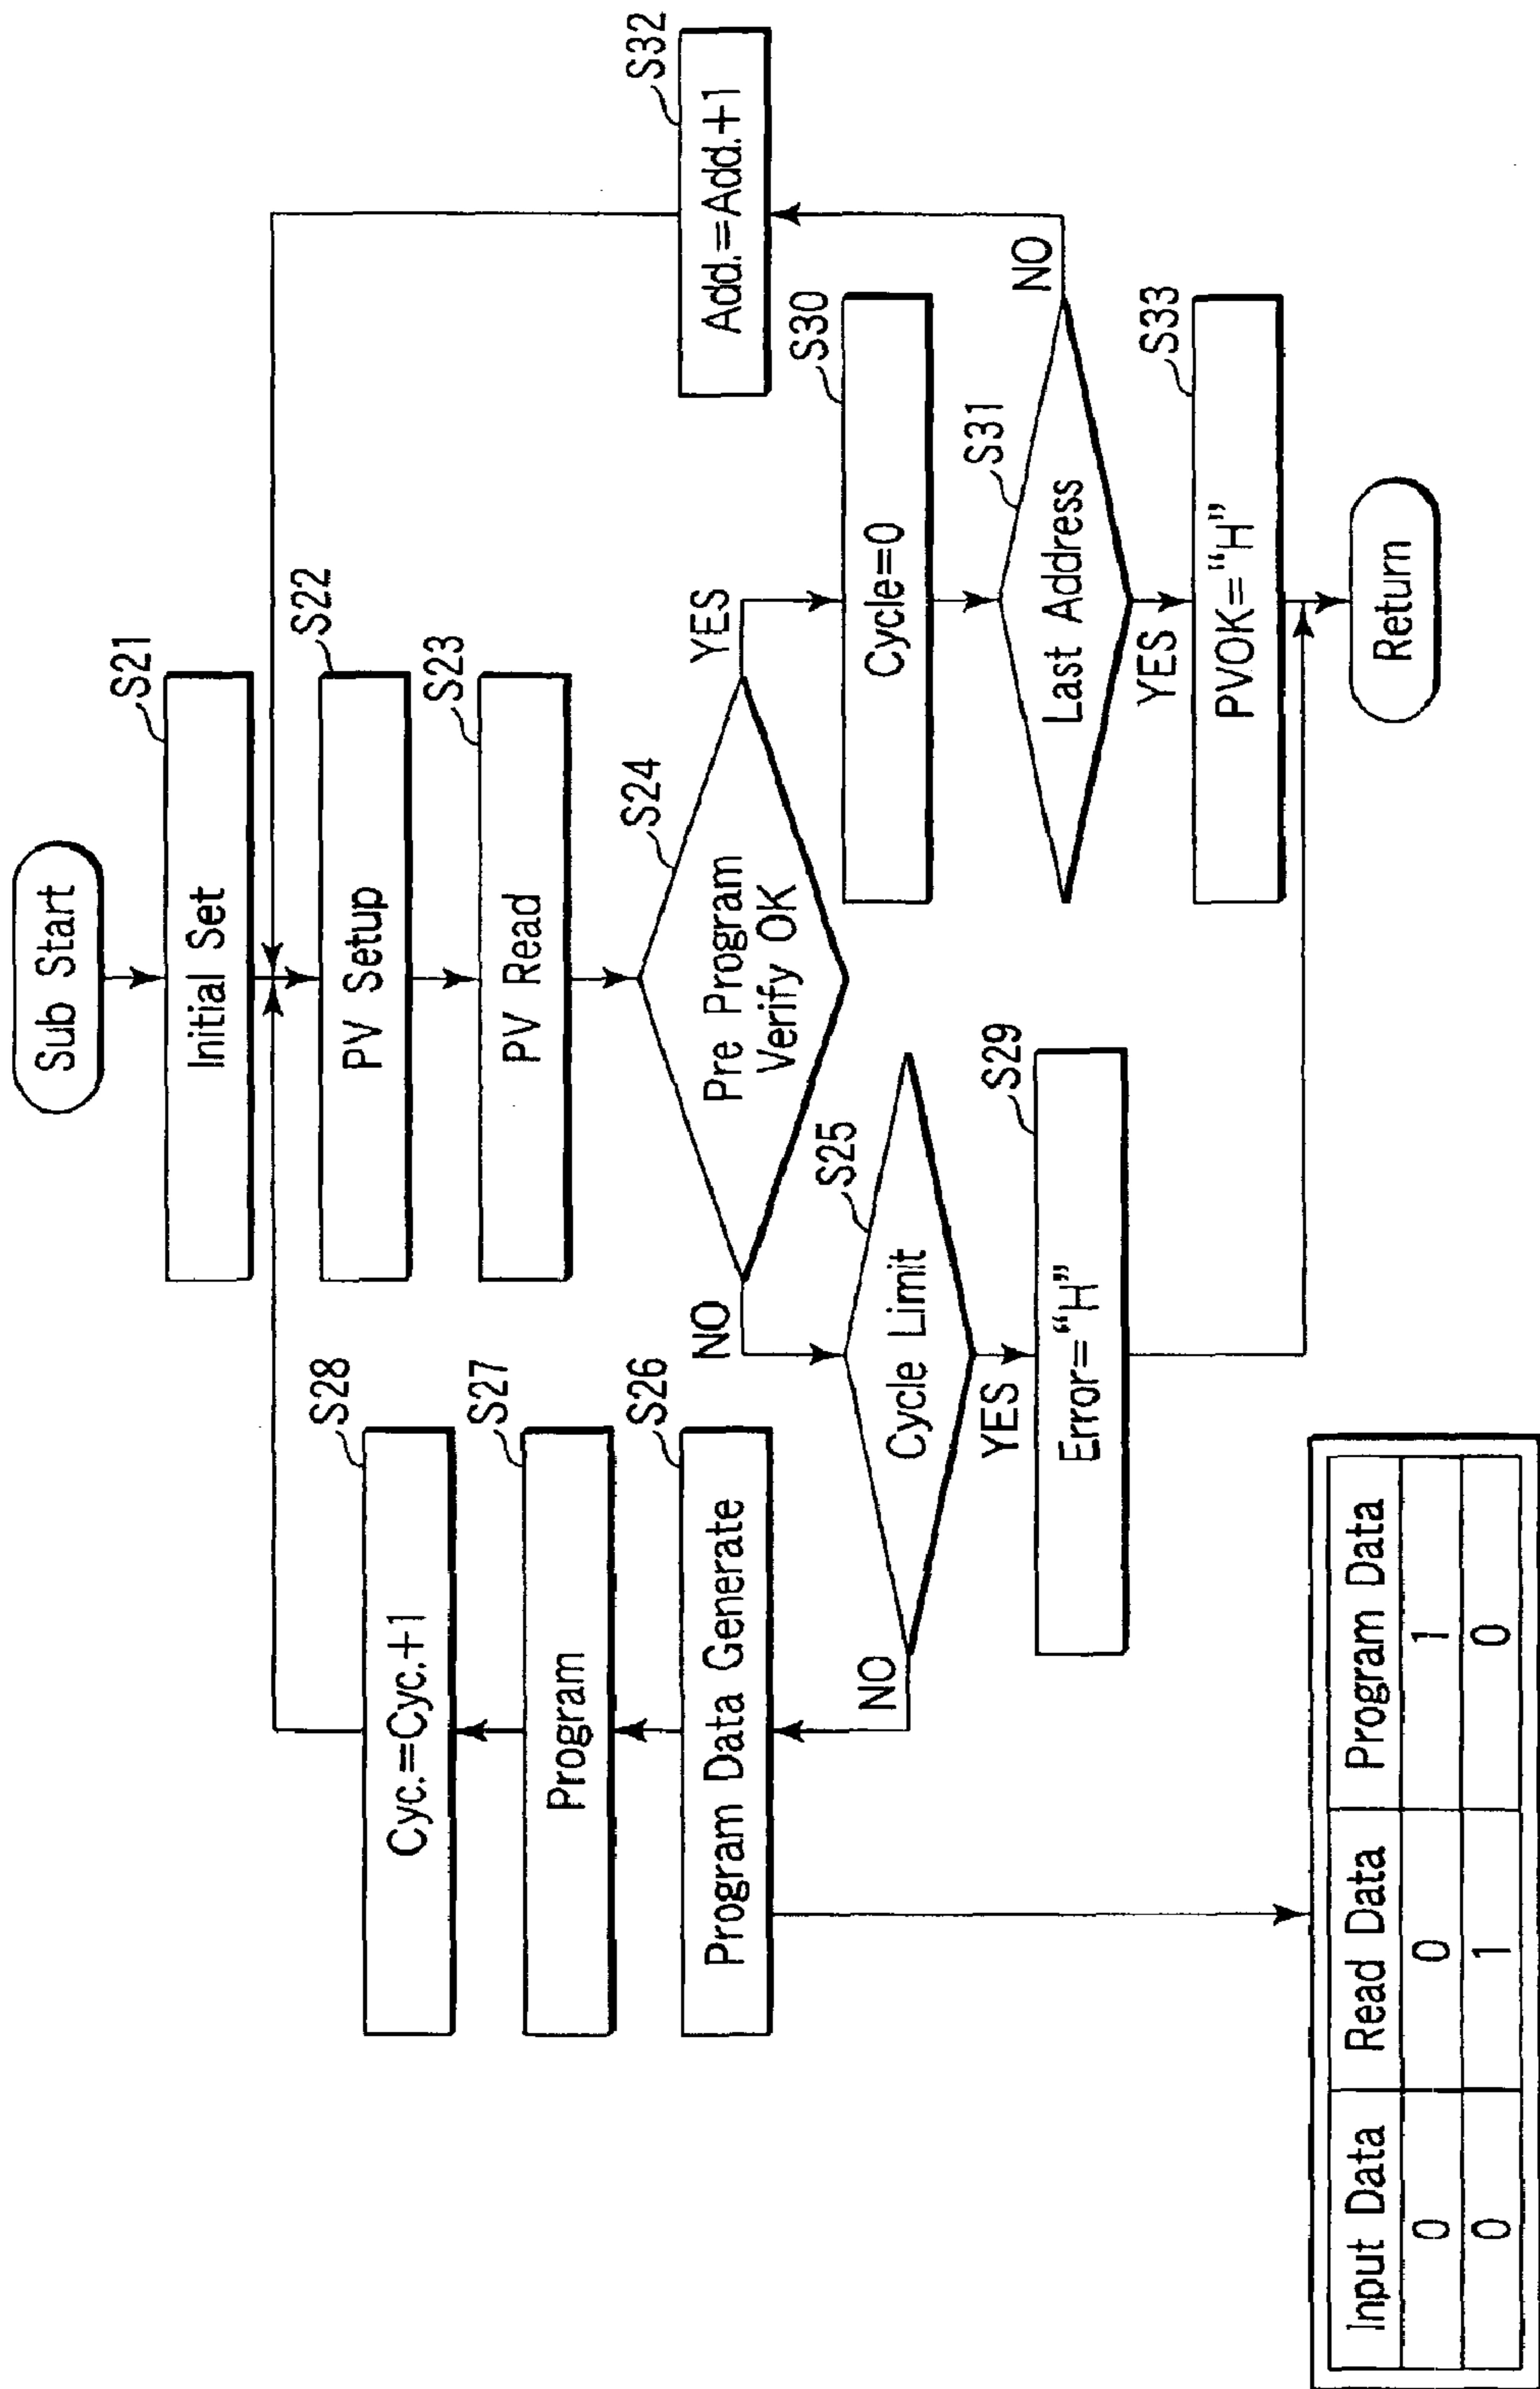 Sub Start
S21
Initial Set
S22
PV Setup
S23
PV Read
S24
Pre Program
Verify OK
NO
YES
S25
Cycle Limit
NO
YES
S26
Program Data Generate
S27
Program
S28
Cyc.=Cyc.+1
S29
Error="H"
S30
Cycle=0
S31
Last Address
NO
YES
S32
Add.=Add.+1
S33
PVOK="H"
Return
Input Data Read Data Program Data
0 0 1
0 1 0